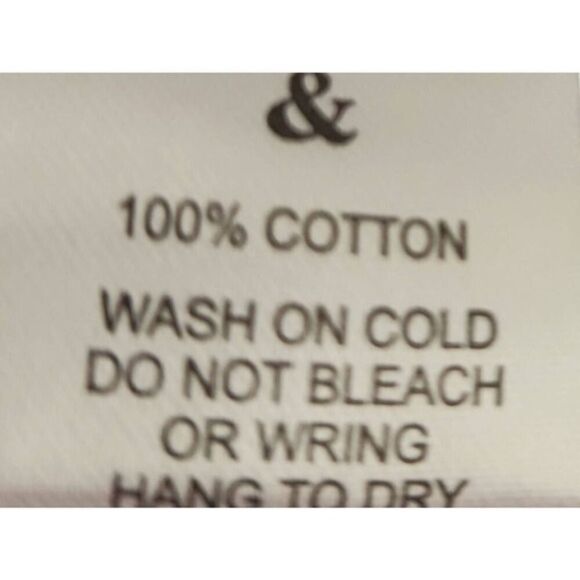 &
100% COTTON
WASH ON COLD
DO NOT BLEACH
OR WRING
HANG TO DRY